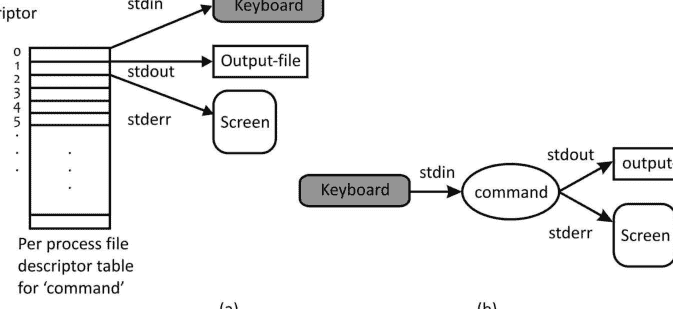 stdin
Keyboard
0
1
2
3
4
5
stdout
Output-file
stderr
Screen
Per process file
descriptor table
for ‘command’
Keyboard
stdin
command
stdout
stderr
Screen
(a)
(b)